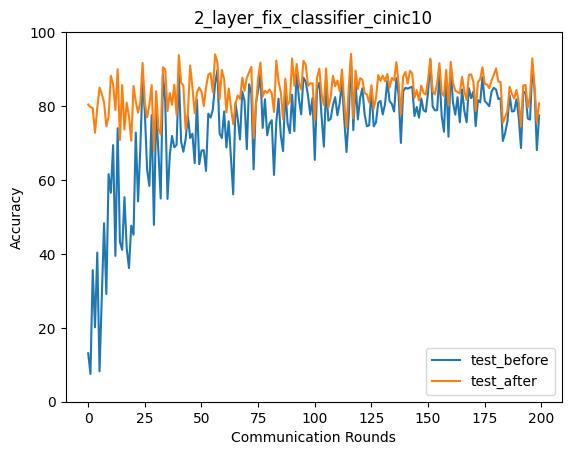 2_layer_fix_classifier_cinic10
100
80
60
40
20
0
Accuracy
0 25 50 75 100 125 150 175 200
Communication Rounds
test_before
test_after